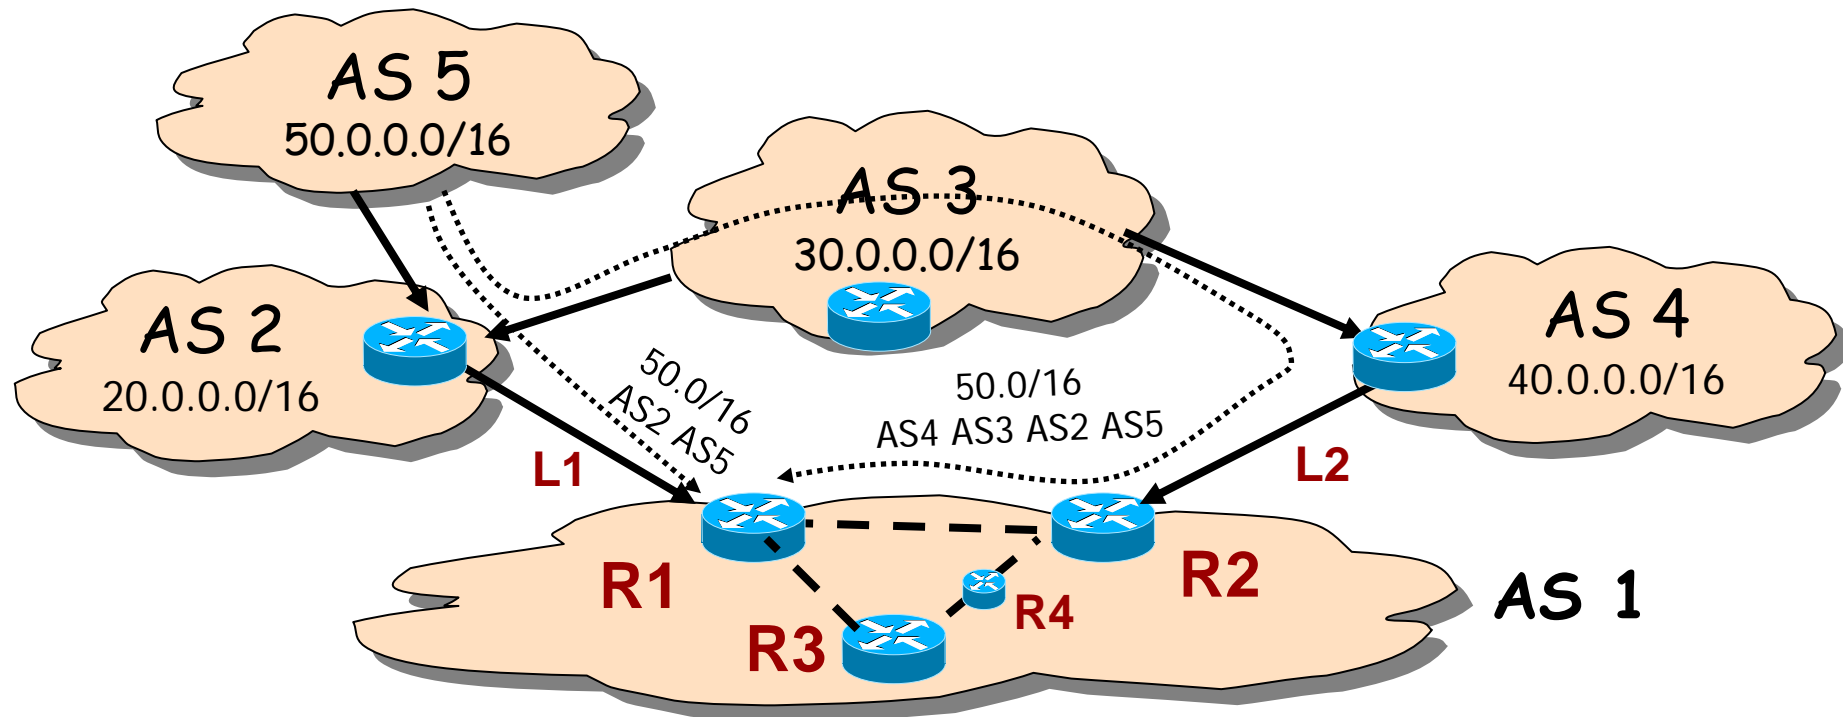 AS 5
50.0.0.0/16
AS 3
30.0.0.0/16
AS 2
20.0.0.0/16
AS 4
40.0.0.0/16
50.0/16
AS2 AS5
50.0/16
AS4 AS3 AS2 AS5
L1
L2
R1
R2
R3
R4
AS 1